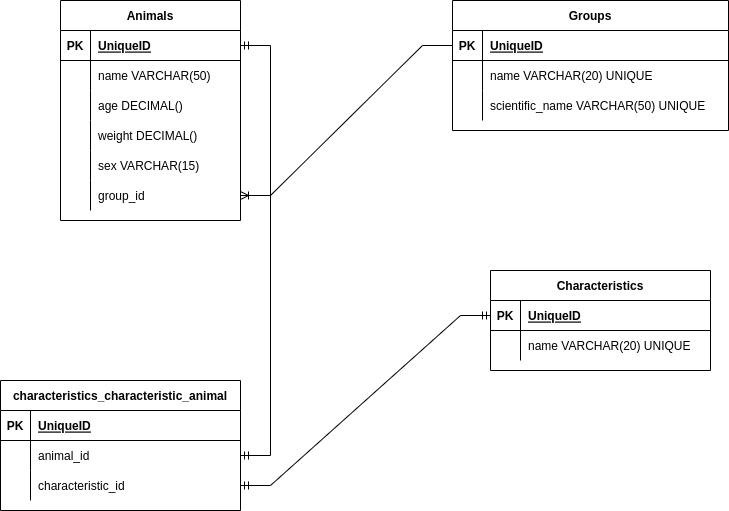 Animals
PK UniqueID
name VARCHAR(50)
age DECIMAL()
weight DECIMAL()
sex VARCHAR(15)
group_id
Groups
PK UniqueID
name VARCHAR(20) UNIQUE
scientific_name VARCHAR(50) UNIQUE
Characteristics
PK UniqueID
name VARCHAR(20) UNIQUE
characteristics_characteristic_animal
PK UniqueID
animal_id
characteristic_id